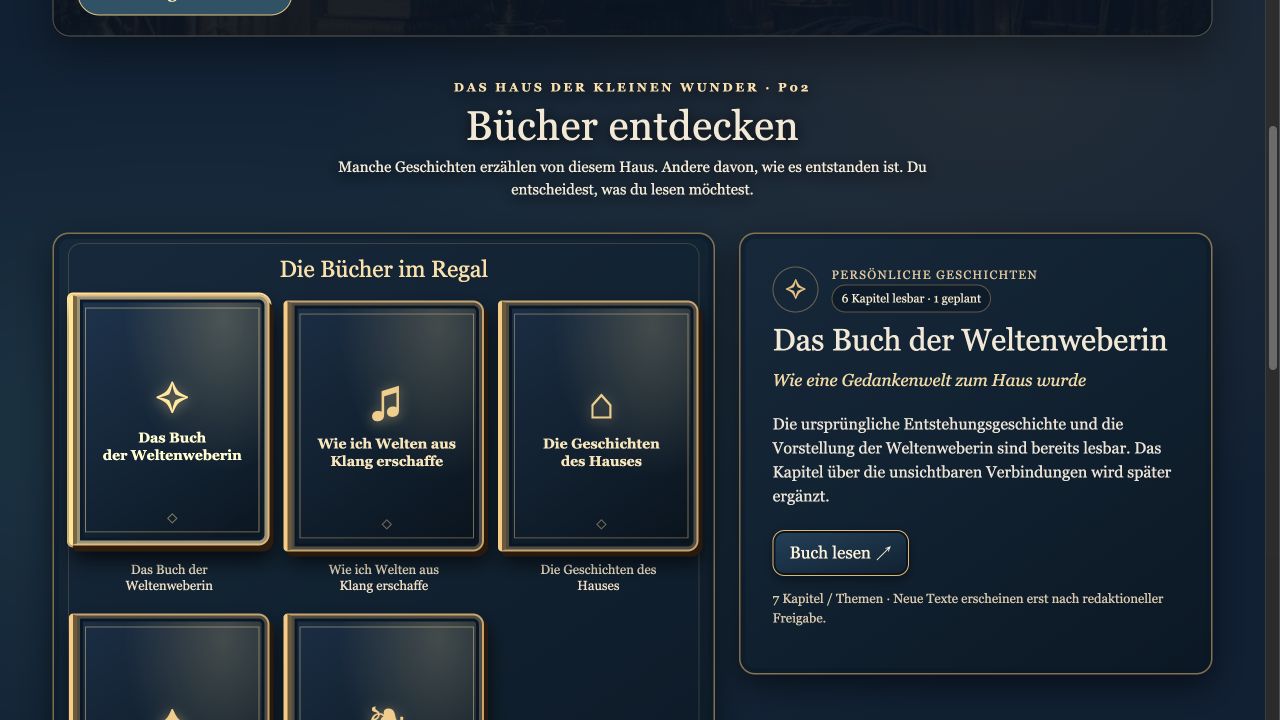 DAS HAUS DER KLEINEN WUNDER · P02
Bücher entdecken
Manche Geschichten erzählen von diesem Haus. Andere davon, wie es entstanden ist. Du
entscheidest, was du lesen möchtest.
Die Bücher im Regal
Das Buch
der Weltenweberin
Das Buch der
Weltenweberin
Wie ich Welten aus
Klang erschaffe
Wie ich Welten aus
Klang erschaffe
Die Geschichten
des Hauses
Die Geschichten des
Hauses
PERSÖNLICHE GESCHICHTEN
6 Kapitel lesbar · 1 geplant
Das Buch der Weltenweberin
Wie eine Gedankenwelt zum Haus wurde
Die ursprüngliche Entstehungsgeschichte und die
Vorstellung der Weltenweberin sind bereits lesbar. Das
Kapitel über die unsichtbaren Verbindungen wird später
ergänzt.
Buch lesen ↗
7 Kapitel / Themen · Neue Texte erscheinen erst nach redaktioneller
Freigabe.